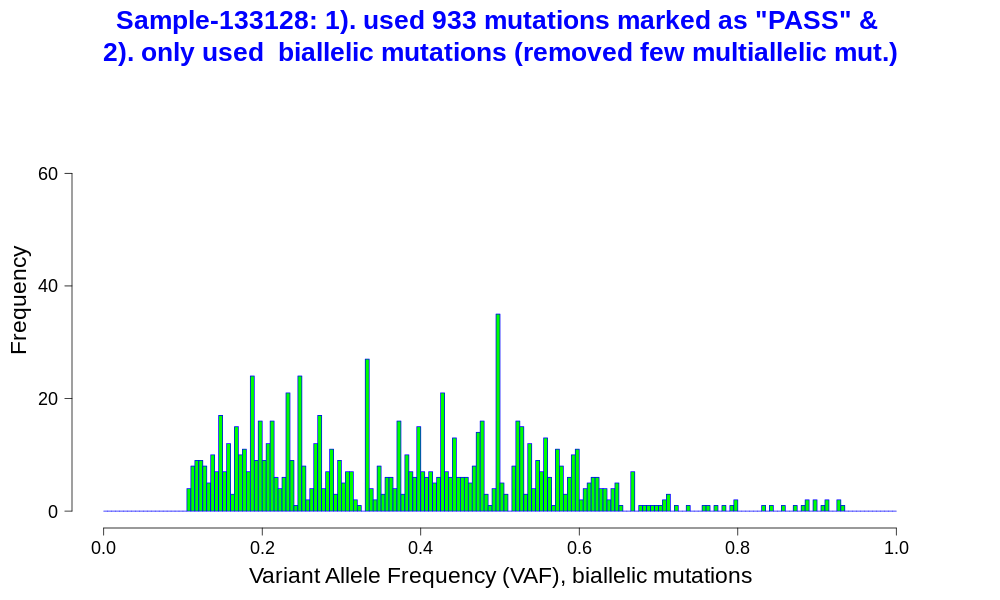 Sample-133128: 1). used 933 mutations marked as "PASS" &
2). only used  biallelic mutations (removed few multiallelic mut.)
60
40
20
0
Frequency
0.0 0.2 0.4 0.6 0.8 1.0
Variant Allele Frequency (VAF), biallelic mutations